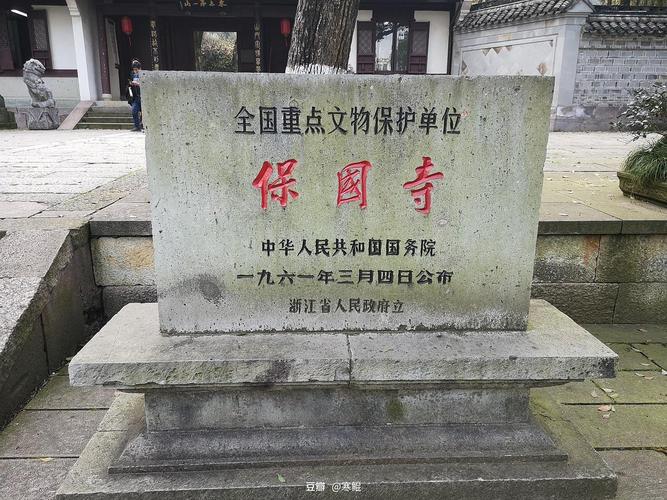 全国重点文物保护单位
保國寺
中华人民共和国国务院
一九六一年三月四日公布
浙江省人民政府立
豆瓣 @寒鲲